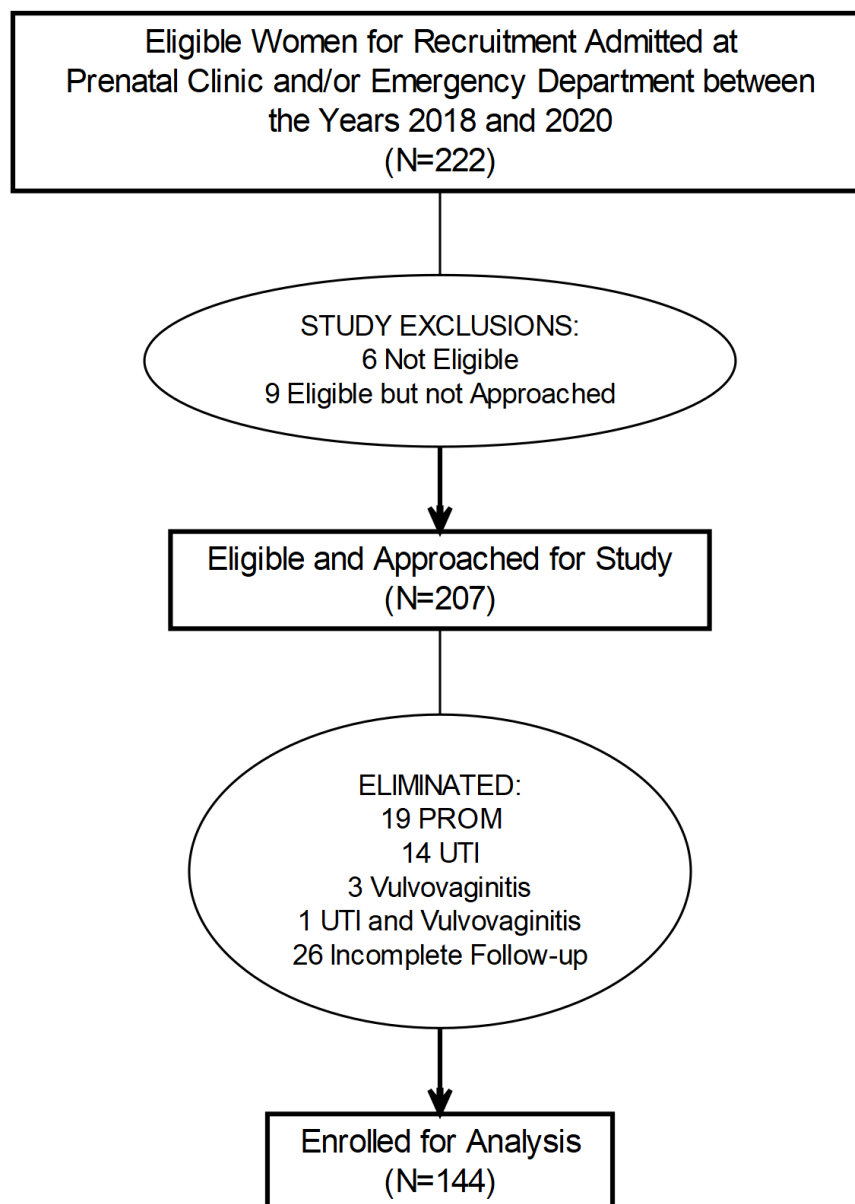 Eligible Women for Recruitment Admitted at
Prenatal Clinic and/or Emergency Department between
the Years 2018 and 2020
(N=222)
STUDY EXCLUSIONS:
6 Not Eligible
9 Eligible but not Approached
Eligible and Approached for Study
(N=207)
ELIMINATED:
19 PROM
14 UTI
3 Vulvovaginitis
1 UTI and Vulvovaginitis
26 Incomplete Follow-up
Enrolled for Analysis
(N=144)